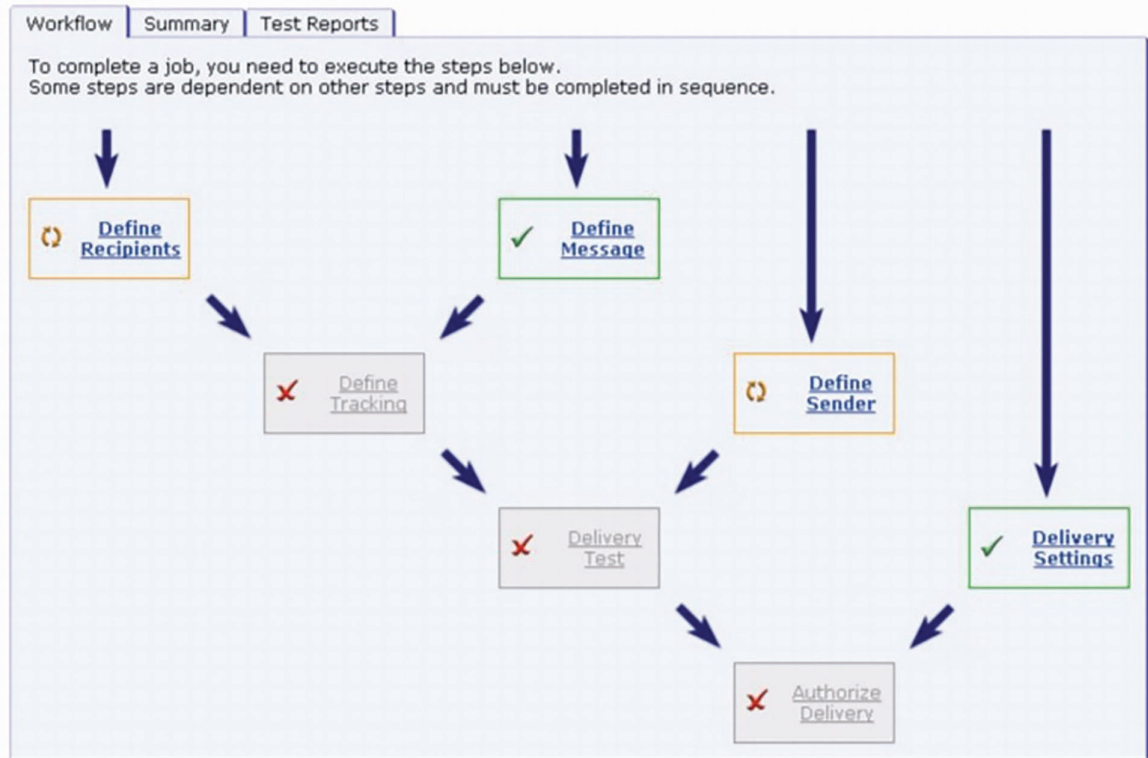 Workflow
Summary
Test Reports
To complete a job, you need to execute the steps below.
Some steps are dependent on other steps and must be completed in sequence.
Define
Recipients
Define
Message
Define
Tracking
Define
Sender
Delivery
Test
Delivery
Settings
Authorize
Delivery